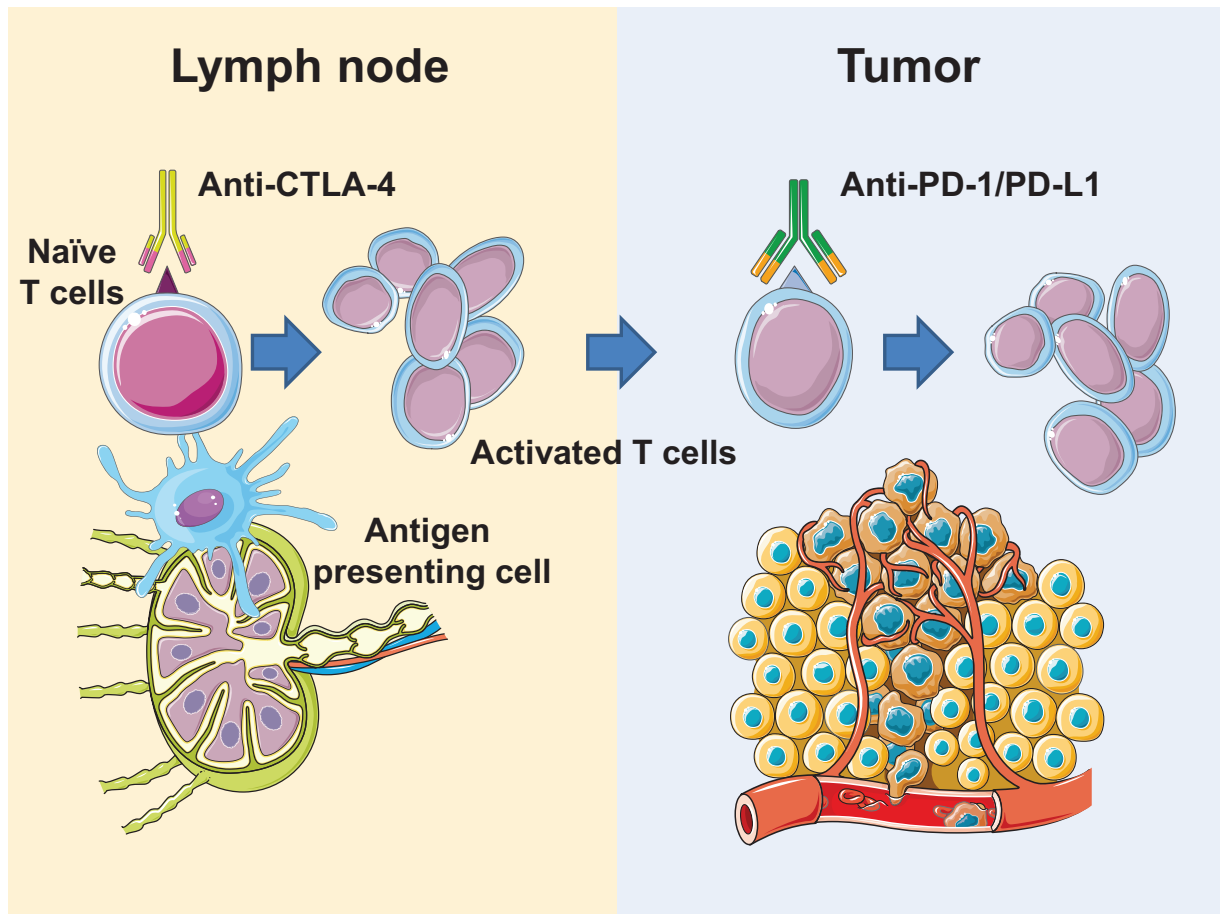 Lymph node
Tumor
Anti-CTLA-4
Anti-PD-1/PD-L1
Naïve
T cells
Activated T cells
Antigen
presenting cell